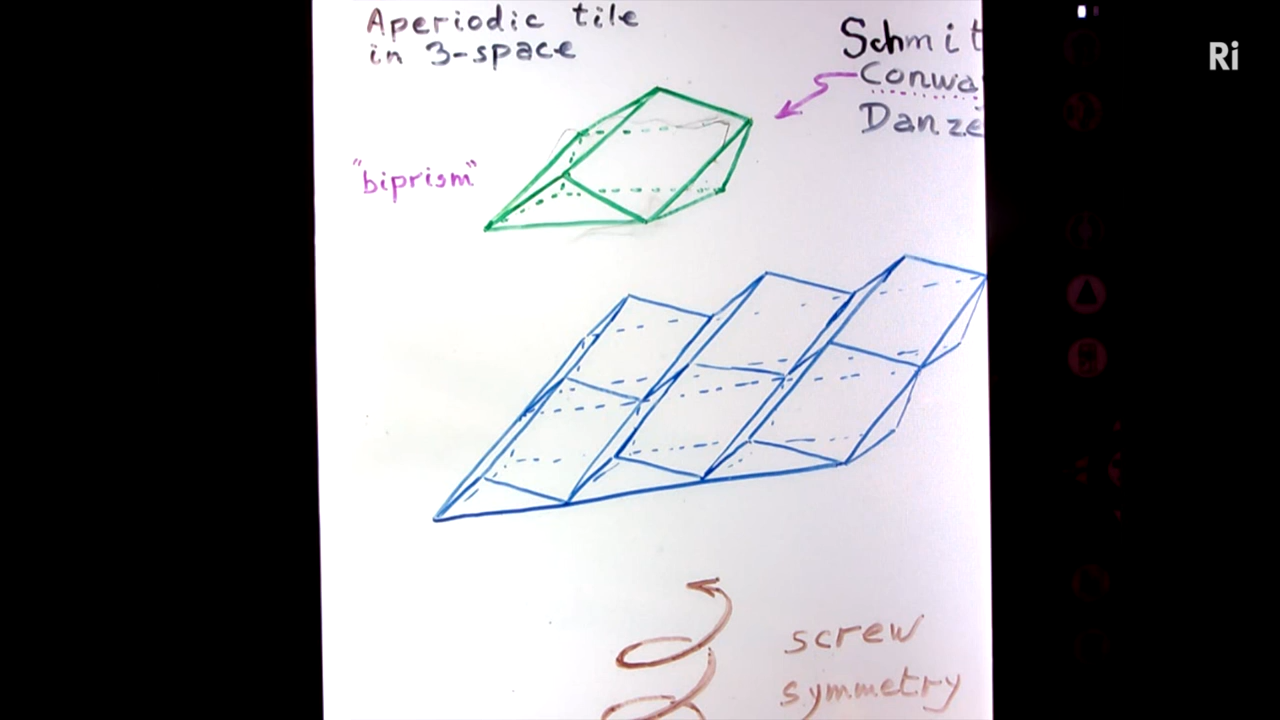 Aperiodic tile
in 3-space
Schmit
Conwa
Danze
"biprism"
screw
symmetry
Ri